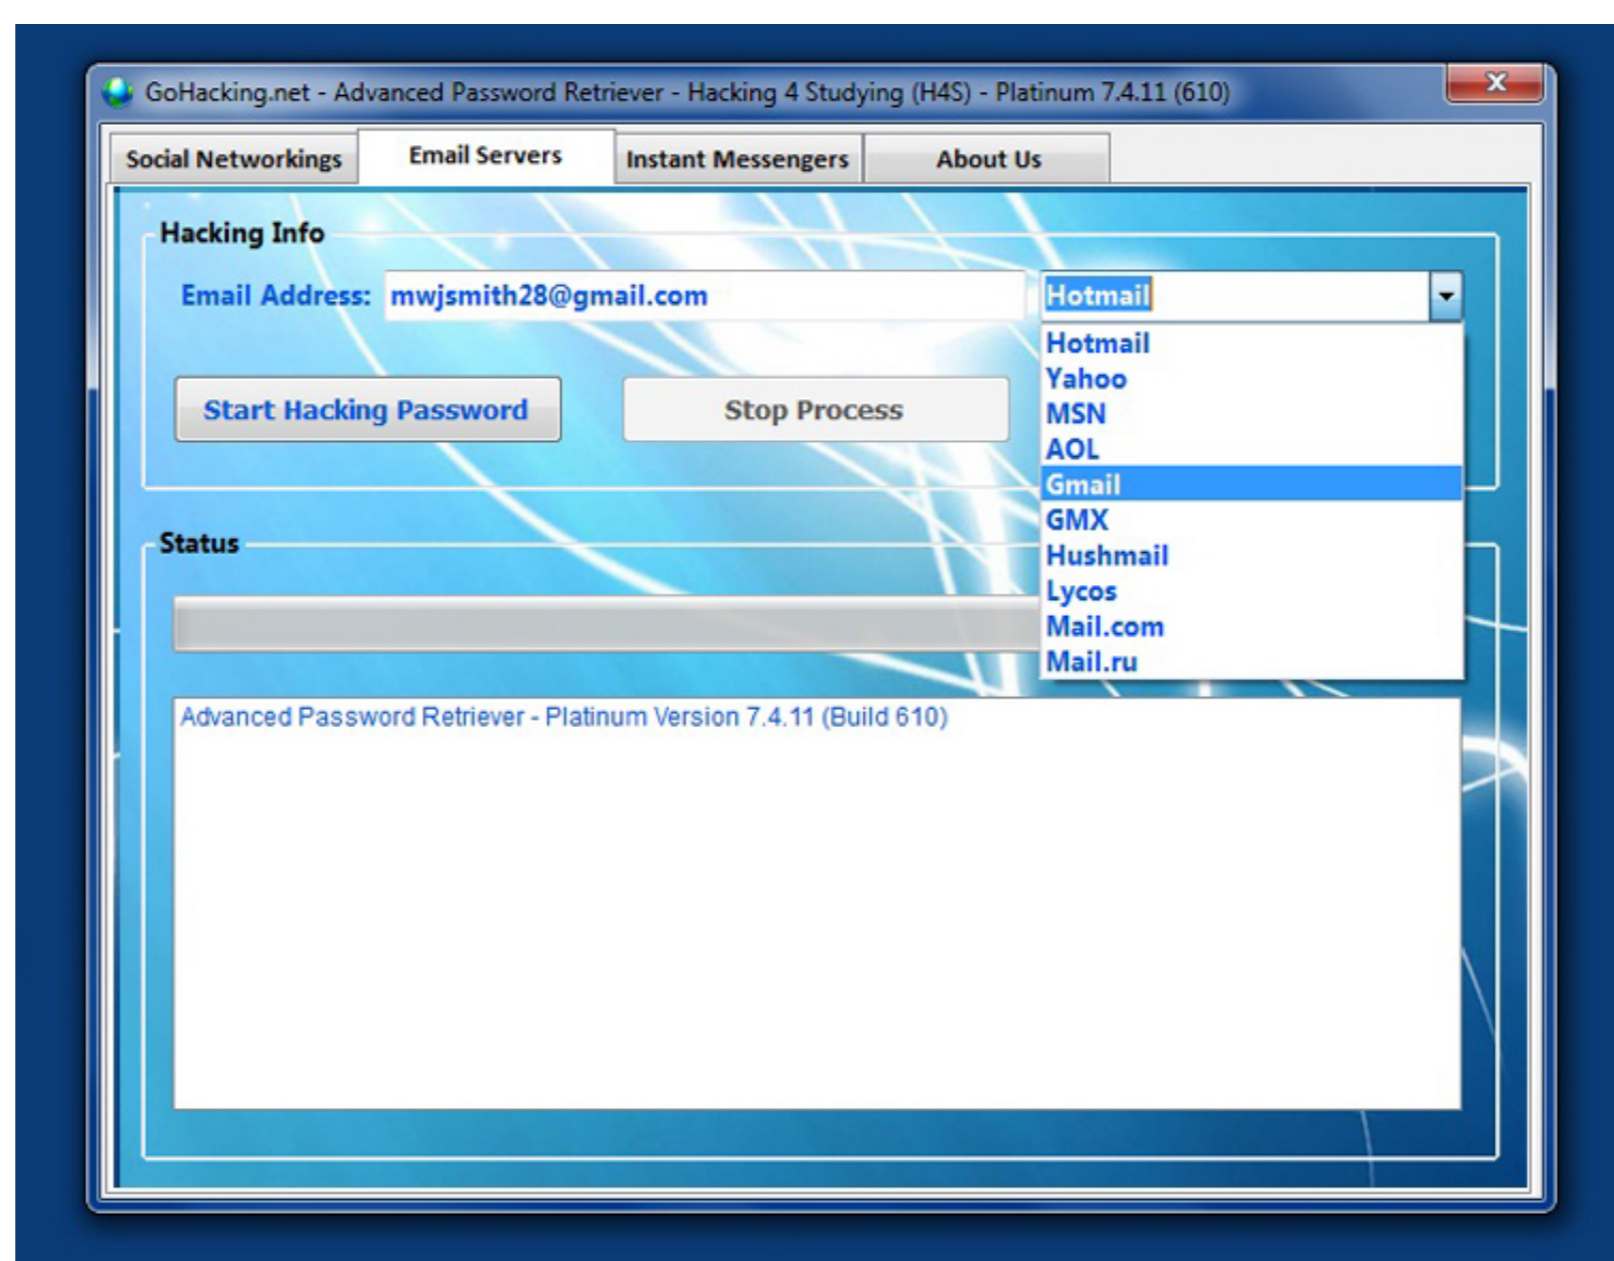 GoHacking.net - Advanced Password Retriever - Hacking 4 Studying (H4S) - Platinum 7.4.11 (610)
X
Social Networkings Email Servers Instant Messengers About Us
Hacking Info
Email Address: mwjsmith28@gmail.com Hotmail
Hotmail
Yahoo
MSN
AOL
Gmail
GMX
Hushmail
Lycos
Mail.com
Mail.ru
Start Hacking Password Stop Process
Status
Advanced Password Retriever - Platinum Version 7.4.11 (Build 610)